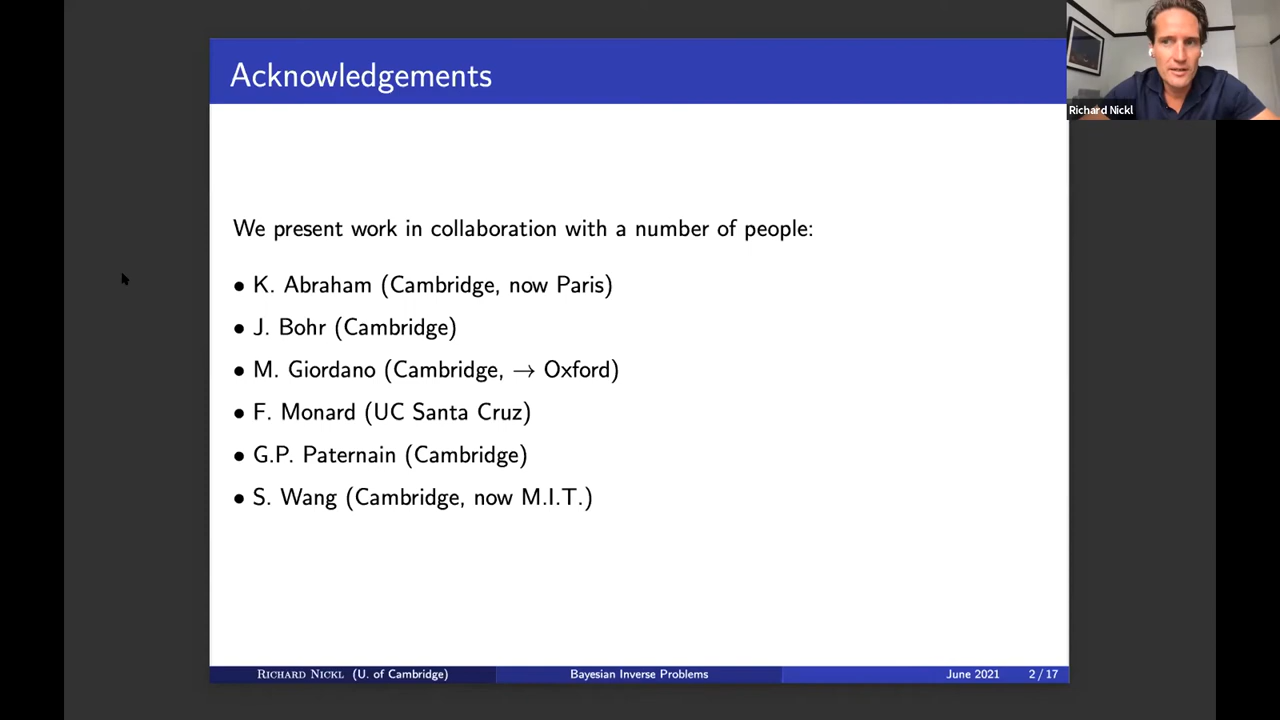 Acknowledgements
Richard Nickl
We present work in collaboration with a number of people:
• K. Abraham (Cambridge, now Paris)
• J. Bohr (Cambridge)
• M. Giordano (Cambridge, → Oxford)
• F. Monard (UC Santa Cruz)
• G.P. Paternain (Cambridge)
• S. Wang (Cambridge, now M.I.T.)
RICHARD NICKL (U. of Cambridge) Bayesian Inverse Problems June 2021 2 / 17